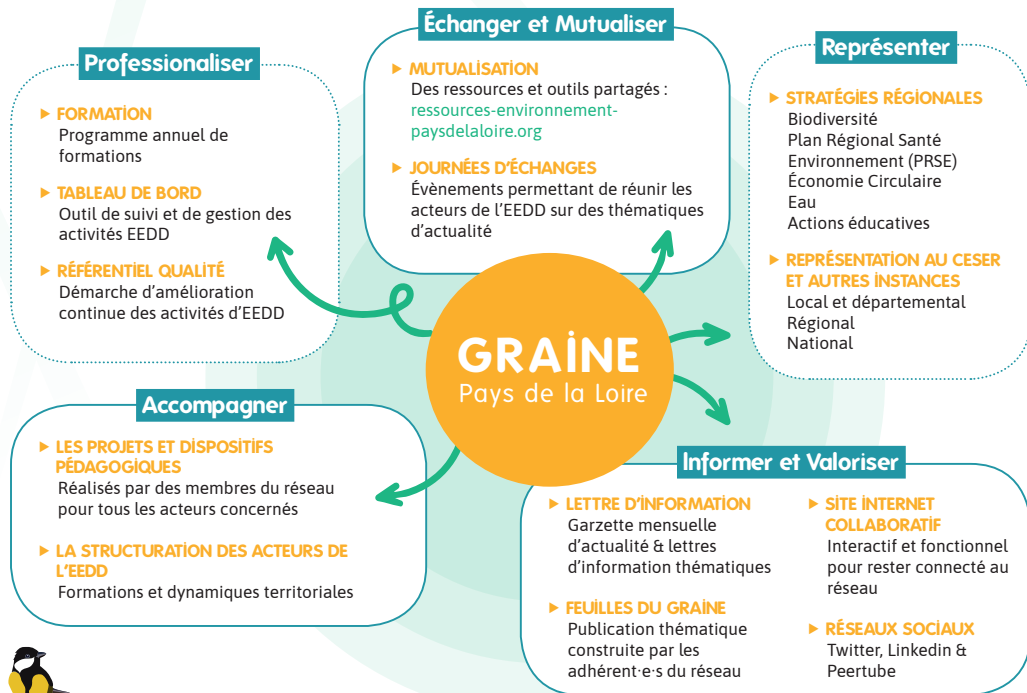 Professionaliser
► FORMATION
Programme annuel de
formations
► TABLEAU DE BORD
Outil de suivi et de gestion des
activités EEDD
► RÉFÉRENTIEL QUALITÉ
Démarche d'amélioration
continue des activités d'EEDD
Échanger et Mutualiser
► MUTUALISATION
Des ressources et outils partagés :
ressources-environnement-
paysdelaloire.org
► JOURNÉES D'ÉCHANGES
Évènements permettant de réunir les
acteurs de l'EEDD sur des thématiques
d'actualité
Représenter
► STRATÉGIES RÉGIONALES
Biodiversité
Plan Régional Santé
Environnement (PRSE)
Économie Circulaire
Eau
Actions éducatives
► REPRÉSENTATION AU CESER
ET AUTRES INSTANCES
Local et départemental
Régional
National
GRAINE
Pays de la Loire
Accompagner
► LES PROJETS ET DISPOSITIFS
PÉDAGOGIQUES
Réalisés par des membres du réseau
pour tous les acteurs concernés
► LA STRUCTURATION DES ACTEURS DE
L'EEDD
Formations et dynamiques territoriales
Informer et Valoriser
► LETTRE D'INFORMATION
Garzette mensuelle
d'actualité & lettres
d'information thématiques
► FEUILLES DU GRAINE
Publication thématique
construite par les
adhérent·e·s du réseau
► SITE INTERNET
COLLABORATIF
Interactif et fonctionnel
pour rester connecté au
réseau
► RÉSEAUX SOCIAUX
Twitter, Linkedin &
Peertube